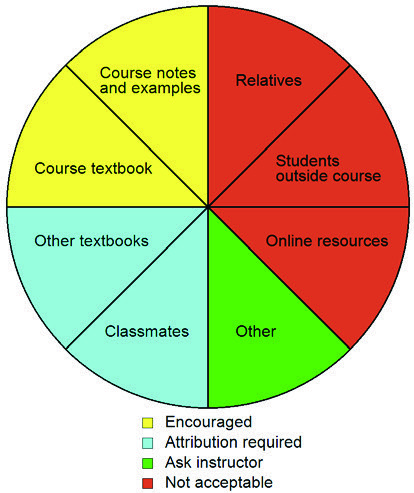 Course notes
and examples
Relatives
Course textbook
Students
outside course
Other textbooks
Online resources
Classmates
Other
Encouraged
Attribution required
Ask instructor
Not acceptable